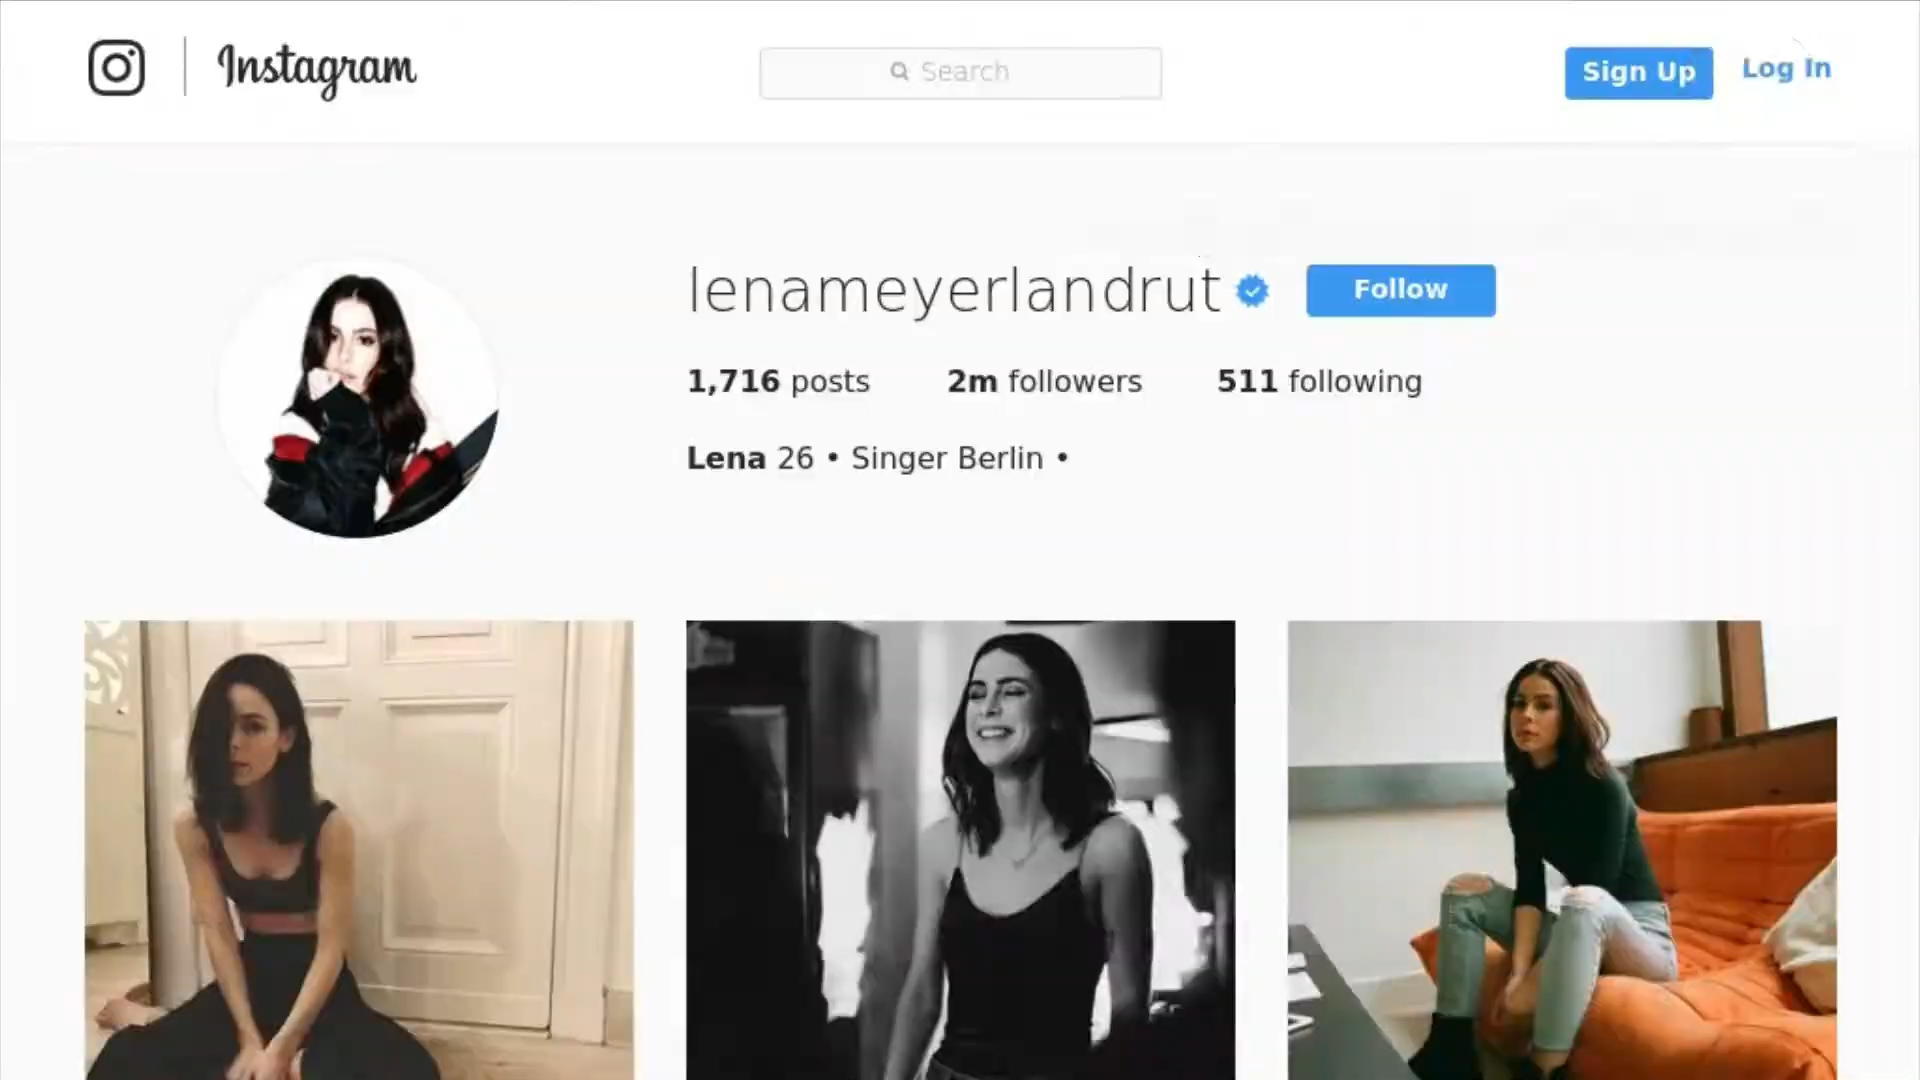 Instagram
Search
Sign Up
Log In
lenameyerlandrut
Follow
1,716 posts
2m followers
511 following
Lena 26 • Singer Berlin •